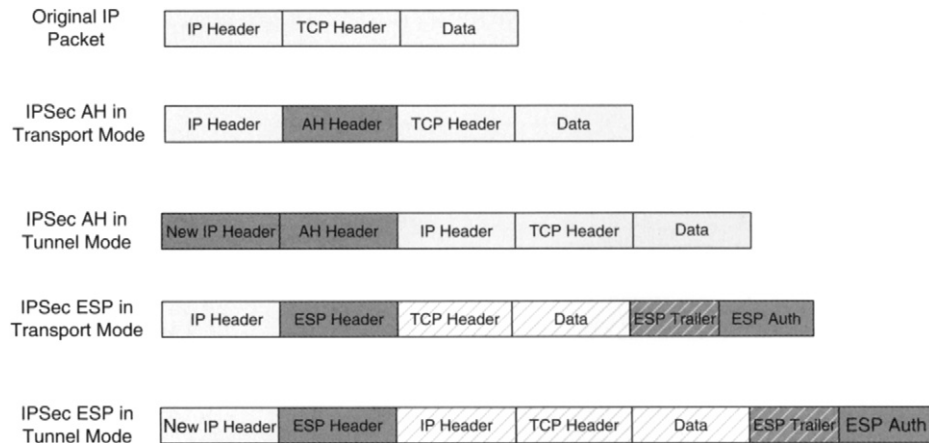 Original IP
Packet
IP Header TCP Header Data
IPSec AH in
Transport Mode
IP Header AH Header TCP Header Data
IPSec AH in
Tunnel Mode
New IP Header AH Header IP Header TCP Header Data
IPSec ESP in
Transport Mode
IP Header ESP Header TCP Header Data ESP Trailer ESP Auth
IPSec ESP in
Tunnel Mode
New IP Header ESP Header IP Header TCP Header Data ESP Trailer ESP Auth